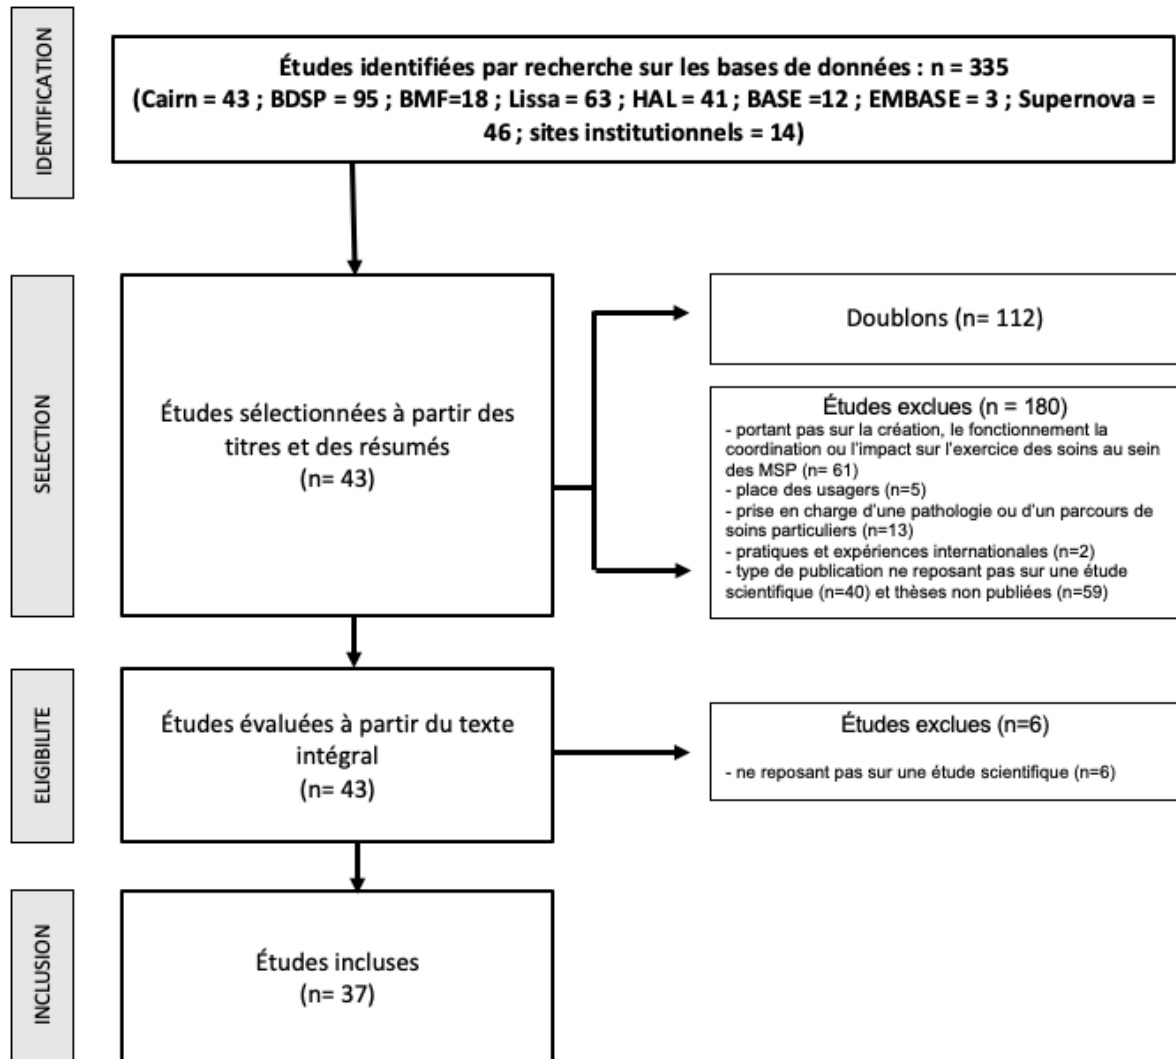 IDENTIFICATION
Études identifiées par recherche sur les bases de données : n = 335
(Cairn = 43 ; BDSP = 95 ; BMF=18 ; Lissa = 63 ; HAL = 41 ; BASE =12 ; EMBASE = 3 ; Supernova =
46 ; sites institutionnels = 14)
SELECTION
Études sélectionnées à partir des
titres et des résumés
(n= 43)
Doublons (n= 112)
Études exclues (n = 180)
- portant pas sur la création, le fonctionnement la
coordination ou l'impact sur l'exercice des soins au sein
des MSP (n= 61)
- place des usagers (n=5)
- prise en charge d'une pathologie ou d'un parcours de
soins particuliers (n=13)
- pratiques et expériences internationales (n=2)
- type de publication ne reposant pas sur une étude
scientifique (n=40) et thèses non publiées (n=59)
ELIGIBILITE
Études évaluées à partir du texte
intégral
(n= 43)
Études exclues (n=6)
- ne reposant pas sur une étude scientifique (n=6)
INCLUSION
Études incluses
(n= 37)